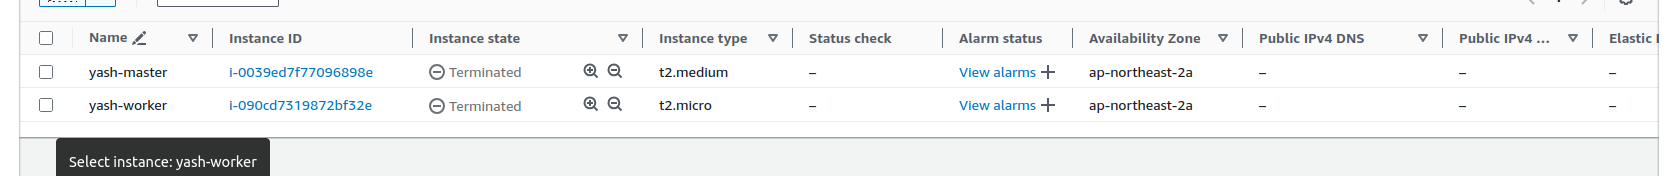 Name Instance ID Instance state Instance type Status check Alarm status Availability Zone Public IPv4 DNS Public IPv4 ... Elastic
yash-master i-0039ed7f77096898e Terminated t2.medium – View alarms + ap-northeast-2a – – –
yash-worker i-090cd7319872bf32e Terminated t2.micro – View alarms + ap-northeast-2a – – –
Select instance: yash-worker